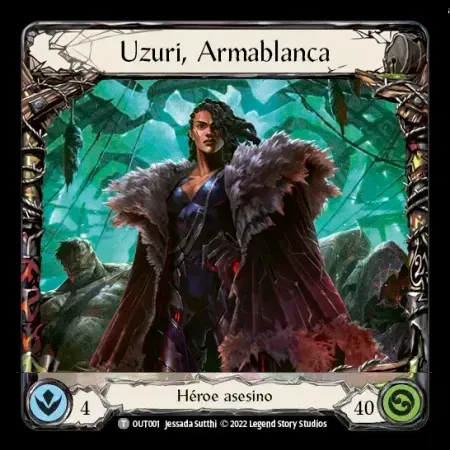 Uzuri, Armablanca
Héroe asesino
4
40
T OUT001 Jessada Sutthi © 2022 Legend Story Studios